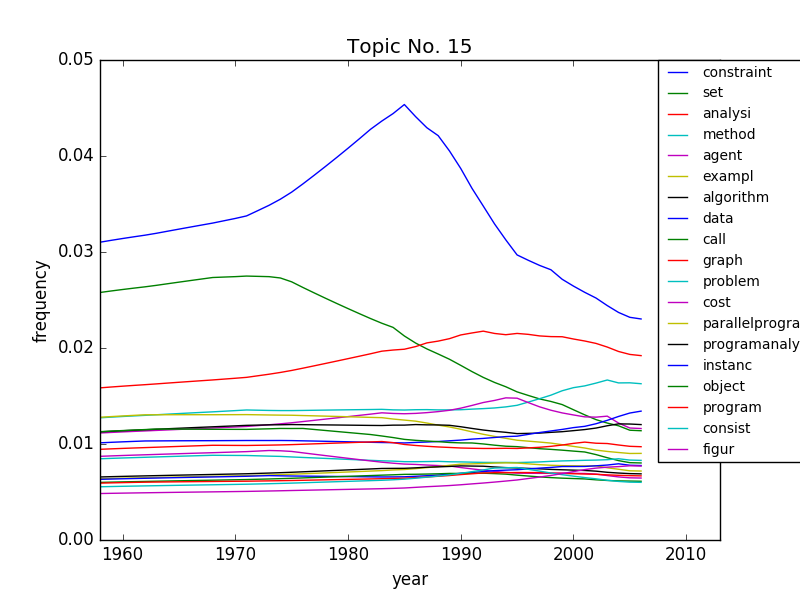 Topic No. 15
0.05
0.04
0.03
0.02
0.01
0.00
frequency
1960 1970 1980 1990 2000 2010
year
constraint
set
analysi
method
agent
exampl
algorithm
data
call
graph
problem
cost
parallelprogra
programanaly
instanc
object
program
consist
figur